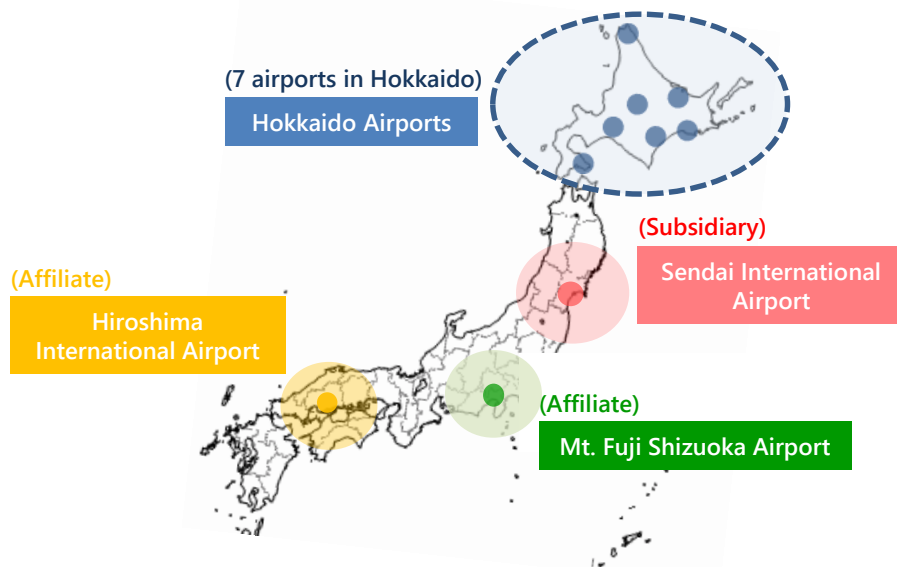 (7 airports in Hokkaido)
Hokkaido Airports
(Subsidiary)
Sendai International
Airport
(Affiliate)
Hiroshima
International Airport
(Affiliate)
Mt. Fuji Shizuoka Airport